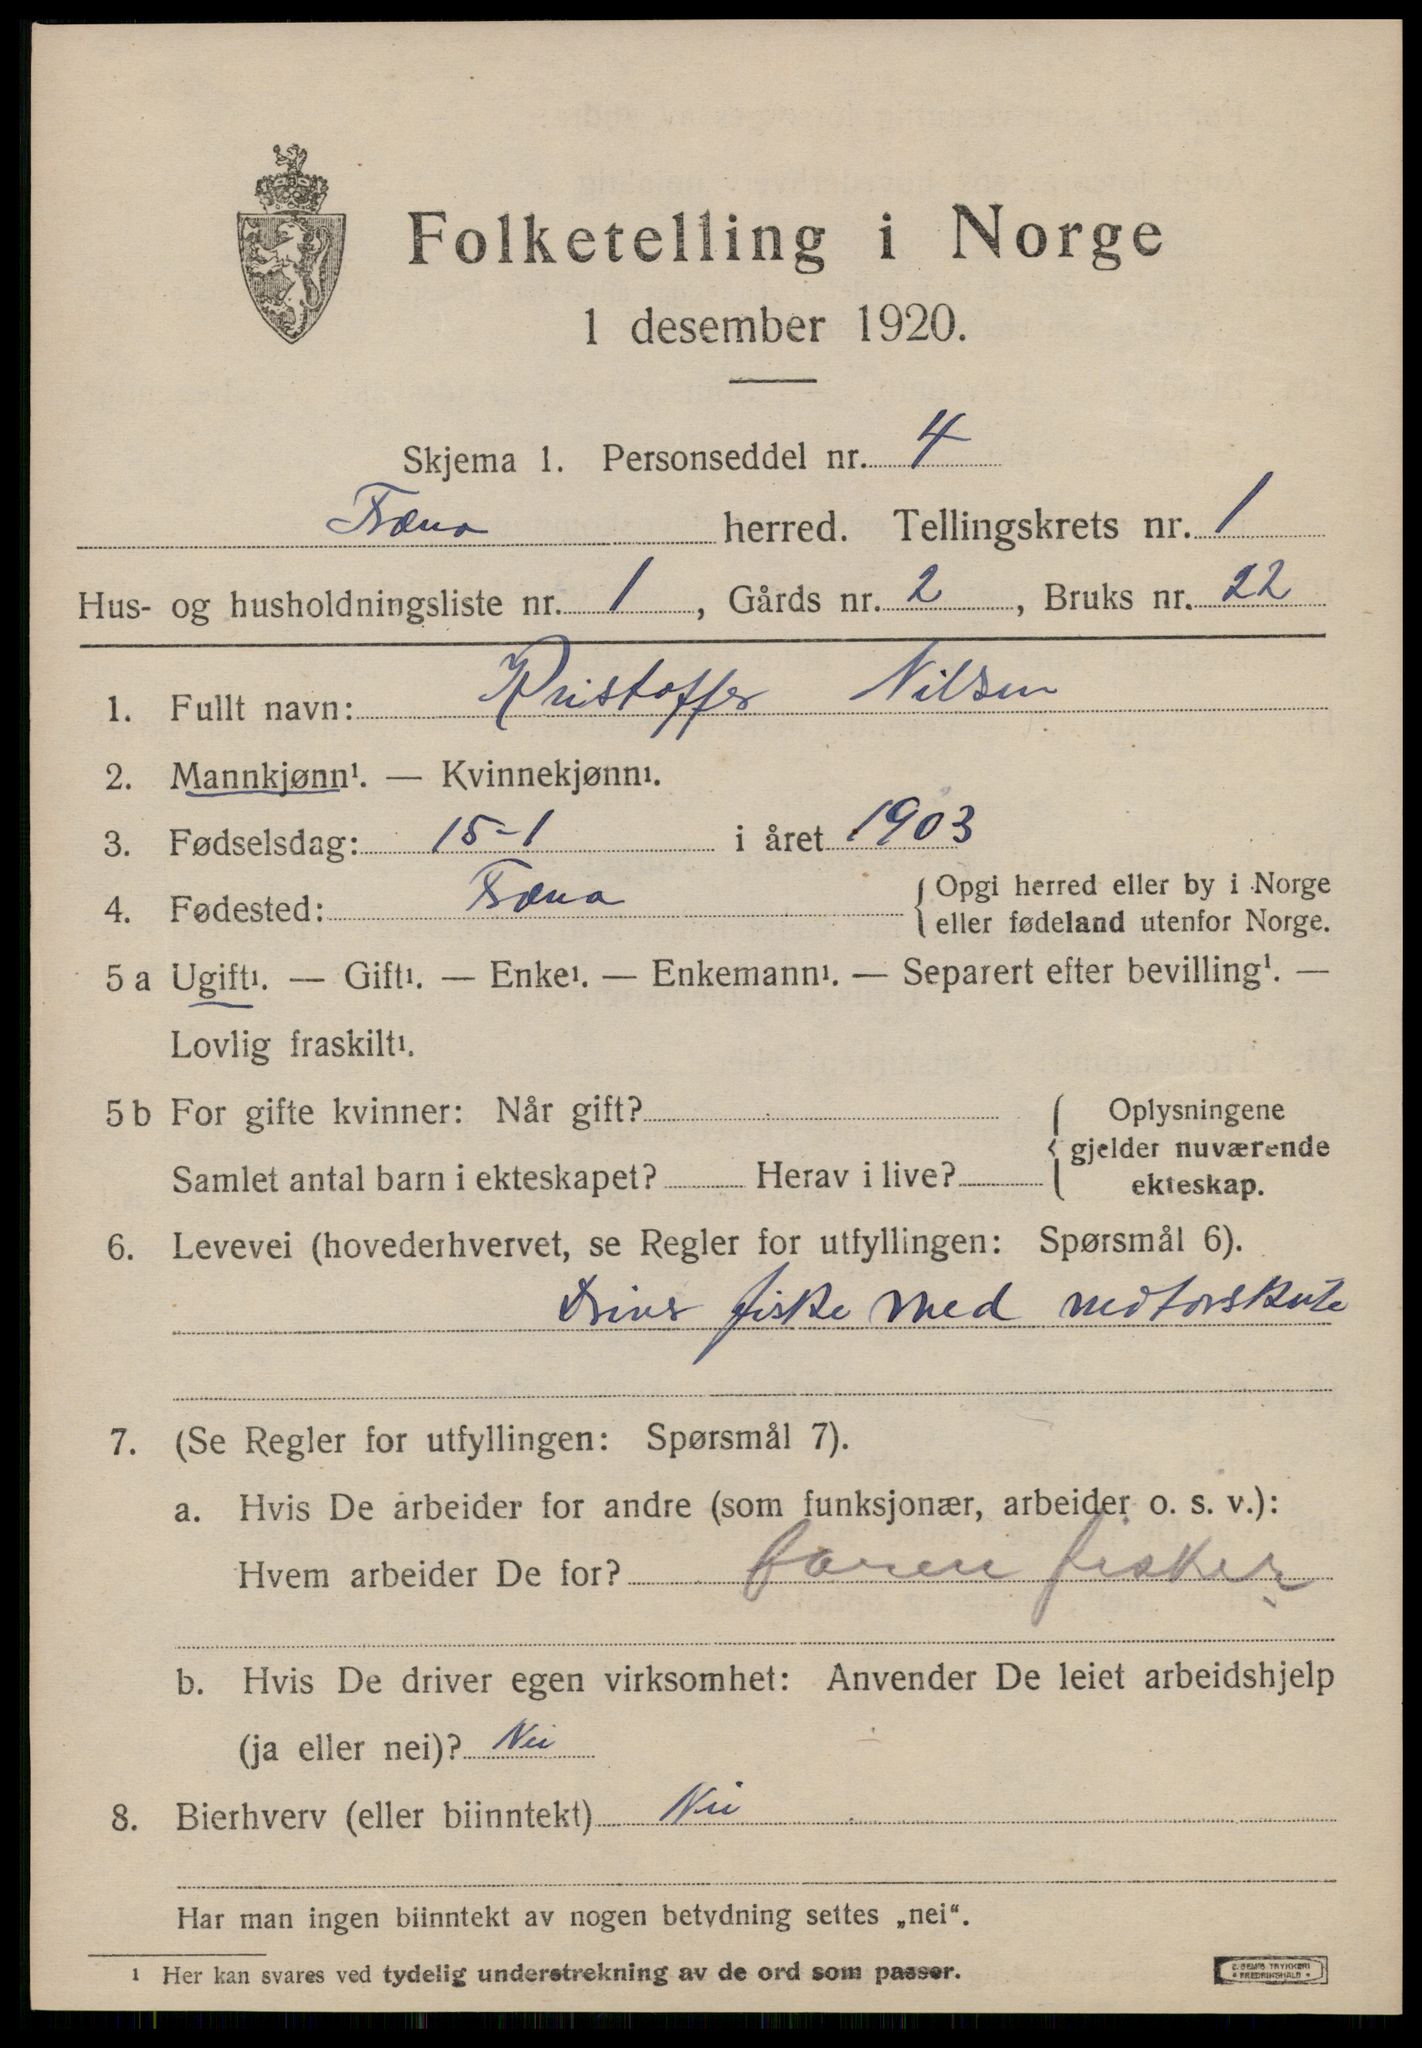 Folketelling i Norge
1 desember 1920.
Skjema 1. Personseddel nr. 4
Træna herred. Tellingskrets nr. 1
Hus- og husholdningsliste nr. 1, Gårds nr. 2, Bruks nr. 22
1. Fullt navn: Kristoffer Nilsen
2. Mannkjønn¹. — Kvinnekjønn¹.
3. Fødselsdag: 15-1 i året 1903
4. Fødested: Træna { Opgi herred eller by i Norge
eller fødeland utenfor Norge.
5 a Ugift¹. — Gift¹. — Enke¹. — Enkemann¹. — Separert efter bevilling¹. —
Lovlig fraskilt¹.
5 b For gifte kvinner: Når gift? { Oplysningene
gjelder nuværende
Samlet antal barn i ekteskapet? Herav i live? ekteskap.
6. Levevei (hovederhvervet, se Regler for utfyllingen: Spørsmål 6).
Driver fiske med motorskute
7. (Se Regler for utfyllingen: Spørsmål 7).
a. Hvis De arbeider for andre (som funksjonær, arbeider o. s. v.):
Hvem arbeider De for? faren fisker
b. Hvis De driver egen virksomhet: Anvender De leiet arbeidshjelp
(ja eller nei)? Nei
8. Bierhverv (eller biinntekt) Nei
Har man ingen biinntekt av nogen betydning settes „nei“.
¹ Her kan svares ved tydelig understrekning av de ord som passer.
TRYKKERI
FREDRIKSHALD